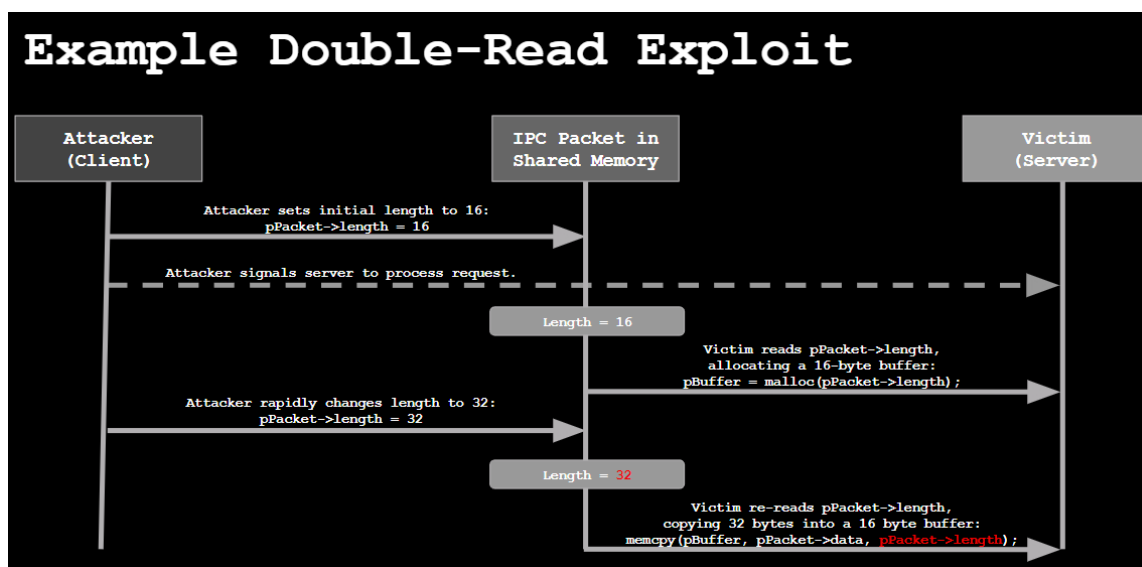 Example Double-Read Exploit
Attacker
(Client)
IPC Packet in
Shared Memory
Victim
(Server)
Attacker sets initial length to 16:
pPacket->length = 16
Attacker signals server to process request.
Length = 16
Victim reads pPacket->length,
allocating a 16-byte buffer:
pBuffer = malloc(pPacket->length);
Attacker rapidly changes length to 32:
pPacket->length = 32
Length = 32
Victim re-reads pPacket->length,
copying 32 bytes into a 16 byte buffer:
memcpy(pBuffer, pPacket->data, pPacket->length);